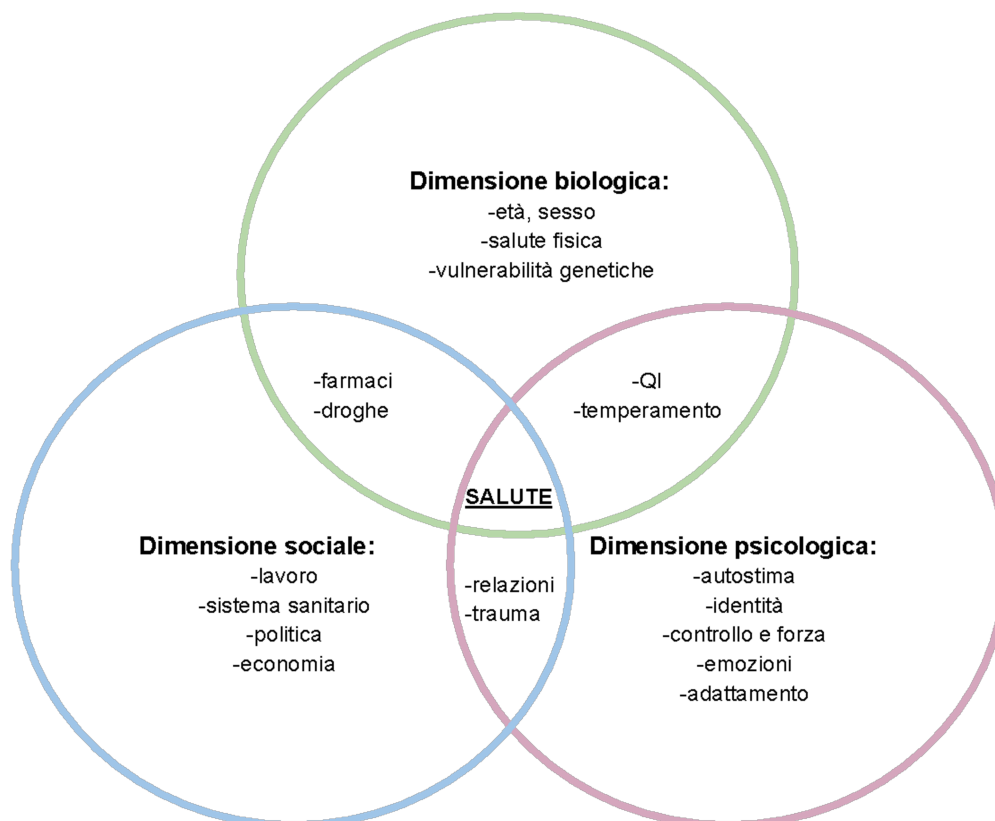 Dimensione biologica:
-età, sesso
-salute fisica
-vulnerabilità genetiche
-farmaci
-droghe
-QI
-temperamento
SALUTE
Dimensione sociale:
-lavoro
-sistema sanitario
-politica
-economia
-relazioni
-trauma
Dimensione psicologica:
-autostima
-identità
-controllo e forza
-emozioni
-adattamento